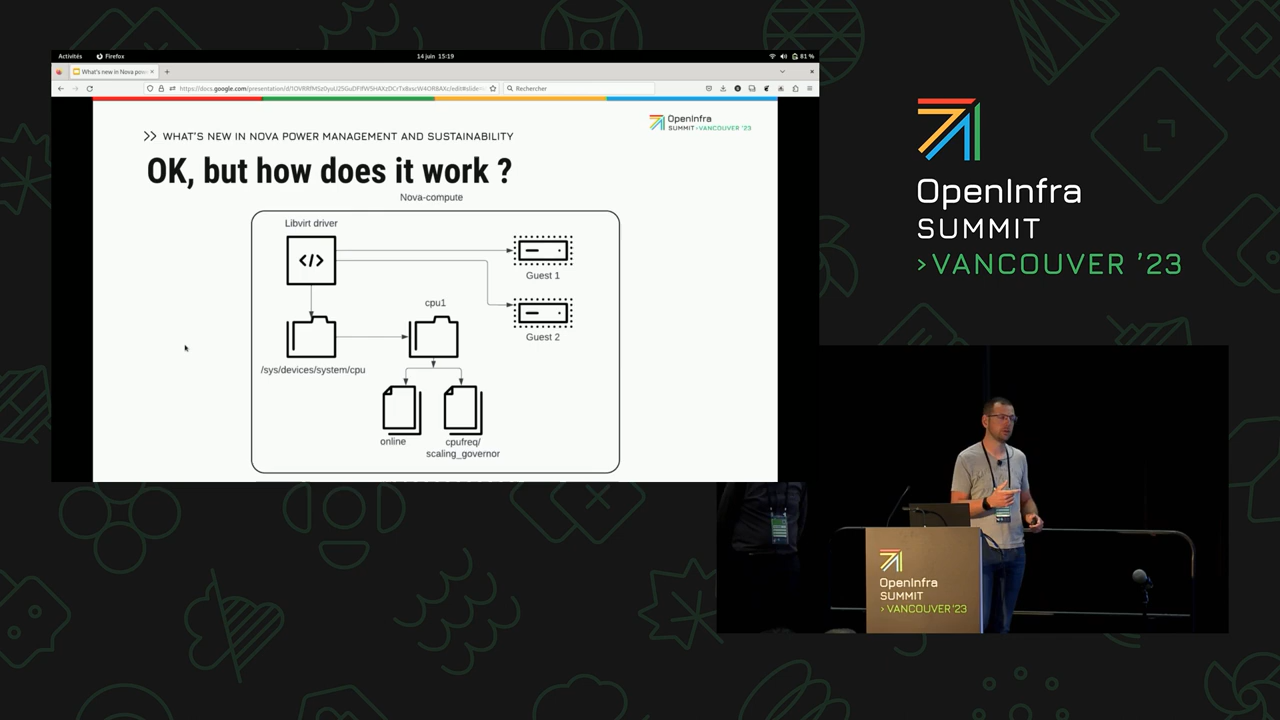 Activités
Firefox
14 juin 15:19
81 %
What's new in Nova pow
Rechercher
>> WHAT'S NEW IN NOVA POWER MANAGEMENT AND SUSTAINABILITY
OpenInfra
SUMMIT >VANCOUVER '23
OK, but how does it work ?
Nova-compute
Libvirt driver
</>
Guest 1
cpu1
Guest 2
/sys/devices/system/cpu
online
cpufreq/
scaling_governor
OpenInfra
SUMMIT
>VANCOUVER '23
OpenInfra
SUMMIT
> VANCOUVER '23